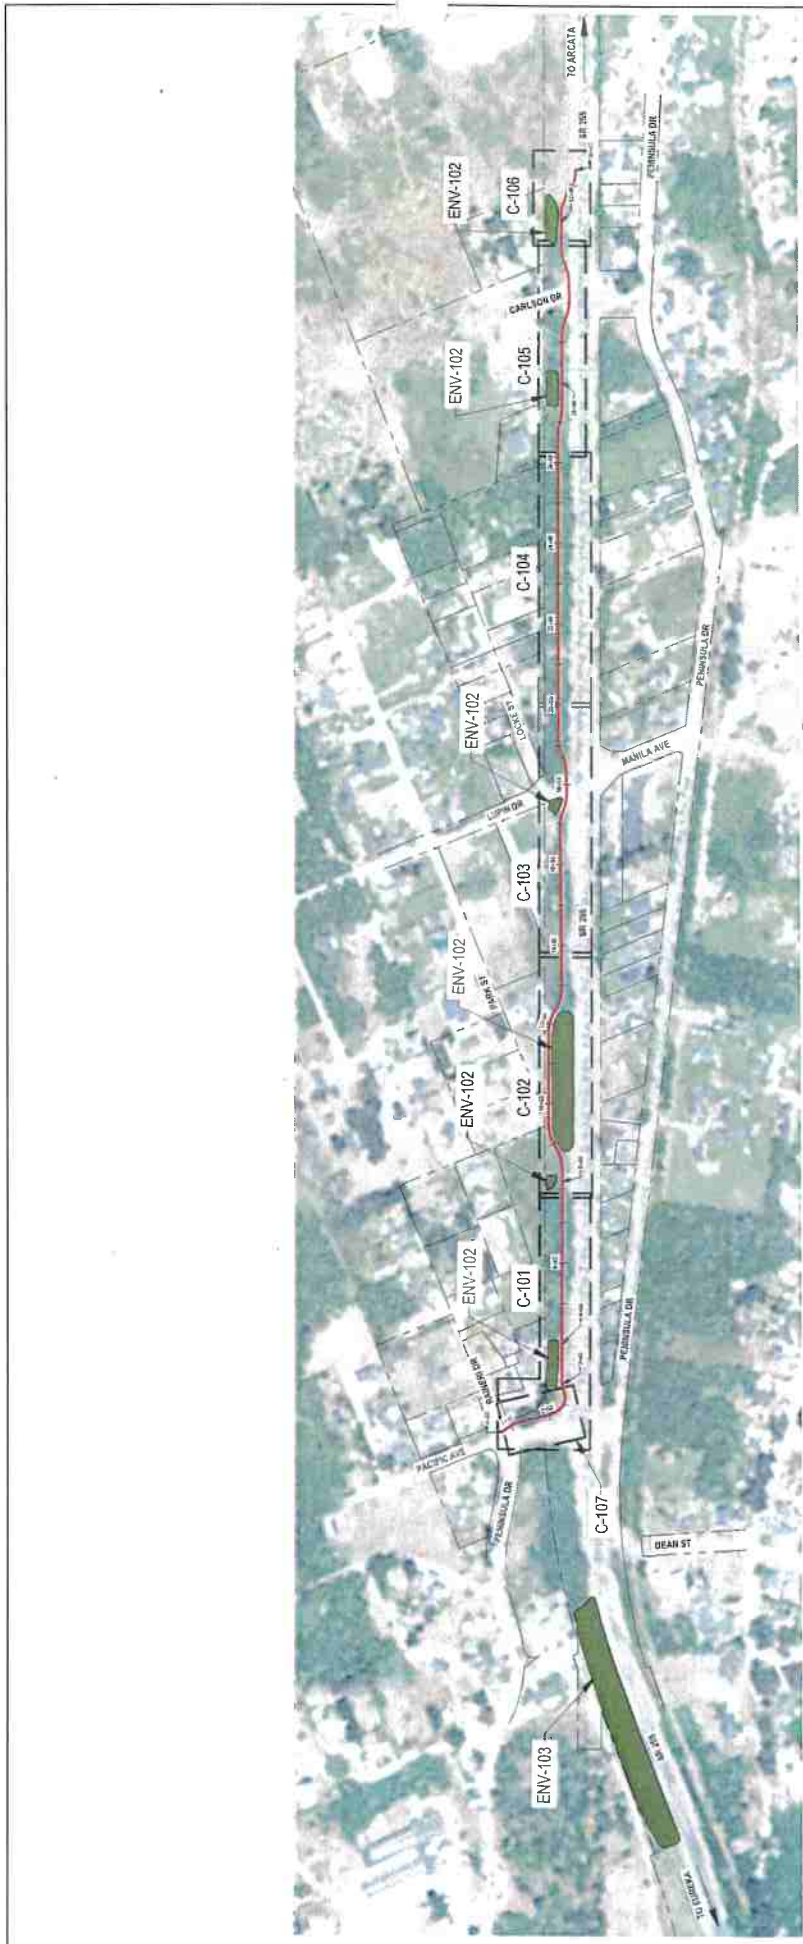 TO ARCATA
SR 255
PENINSULA DR
ENV-102
C-106
CARLSON DR
ENV-102
C-105
C-104
LOCKE ST
ENV-102
PENINSULA DR
MANILA AVE
LUPIN DR
C-103
SR 255
ENV-102
PARK ST
C-102
ENV-102
ENV-102
C-101
PENINSULA DR
RAINERI DR
PACIFIC AVE
PENINSULA DR
C-107
DEAN ST
ENV-103
SR 255
TO EUREKA